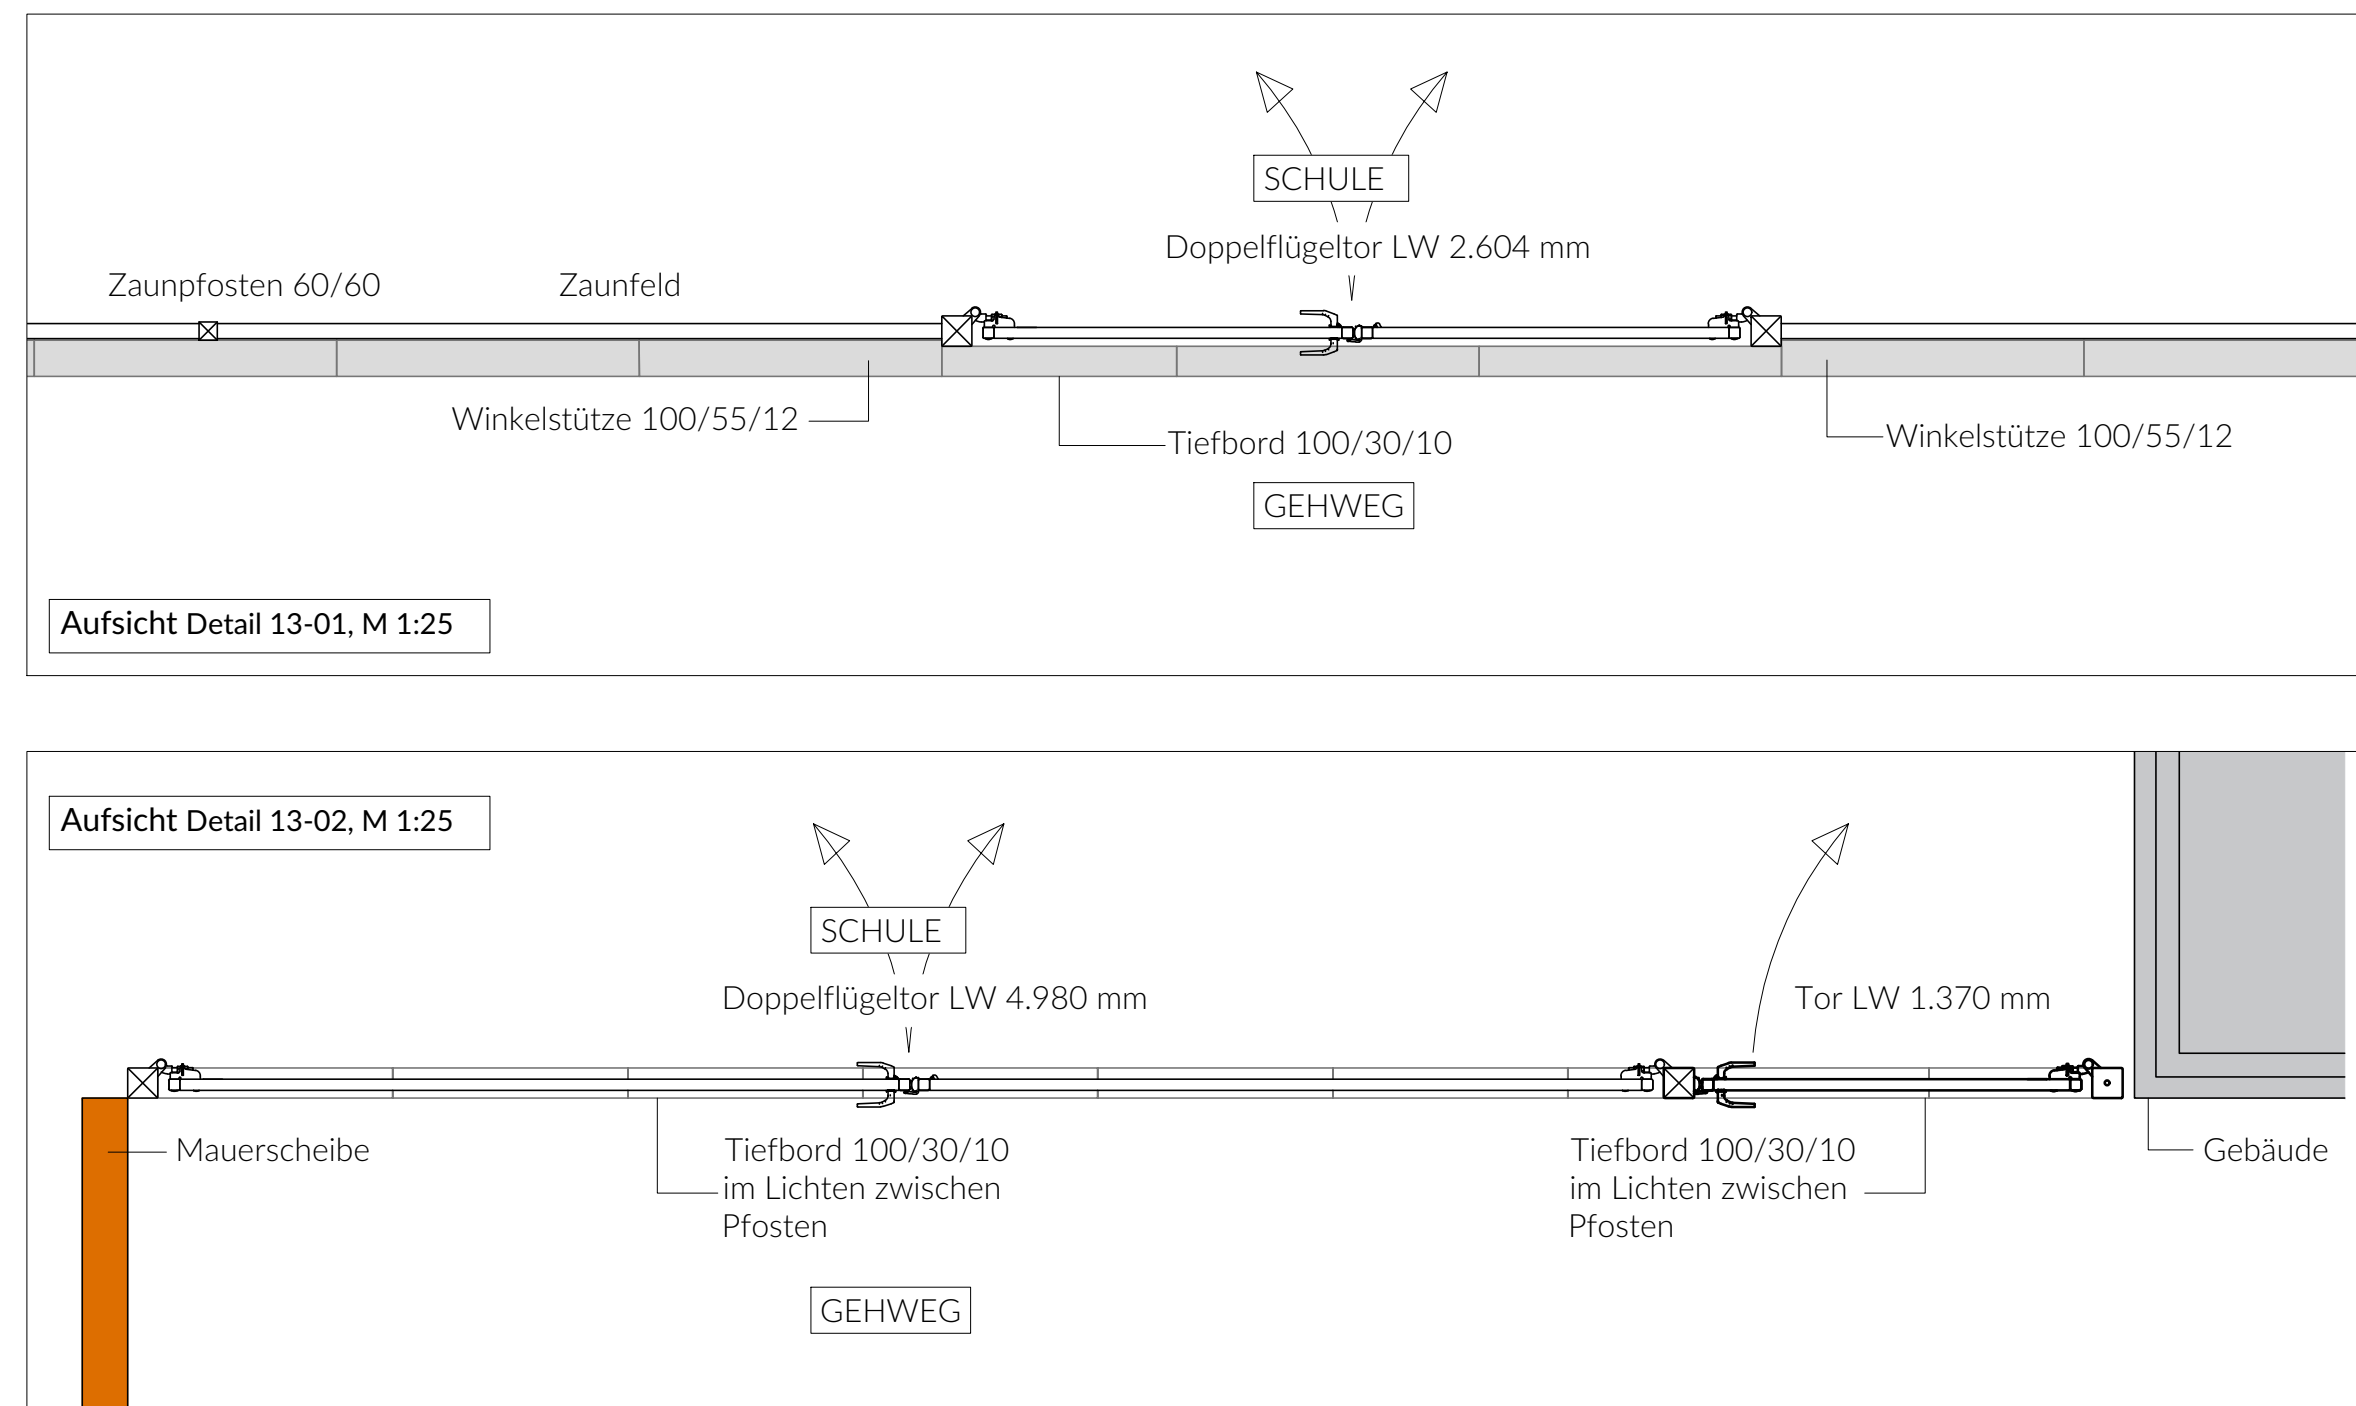 SCHULE
Doppelflügeltor LW 2.604 mm
Zaunpfosten 60/60
Zaunfeld
Winkelstütze 100/55/12
Tiefbord 100/30/10
Winkelstütze 100/55/12
GEHWEG
Aufsicht Detail 13-01, M 1:25
Aufsicht Detail 13-02, M 1:25
SCHULE
Doppelflügeltor LW 4.980 mm
Tor LW 1.370 mm
Mauerscheibe
Tiefbord 100/30/10
im Lichten zwischen
Pfosten
Tiefbord 100/30/10
im Lichten zwischen
Pfosten
Gebäude
GEHWEG